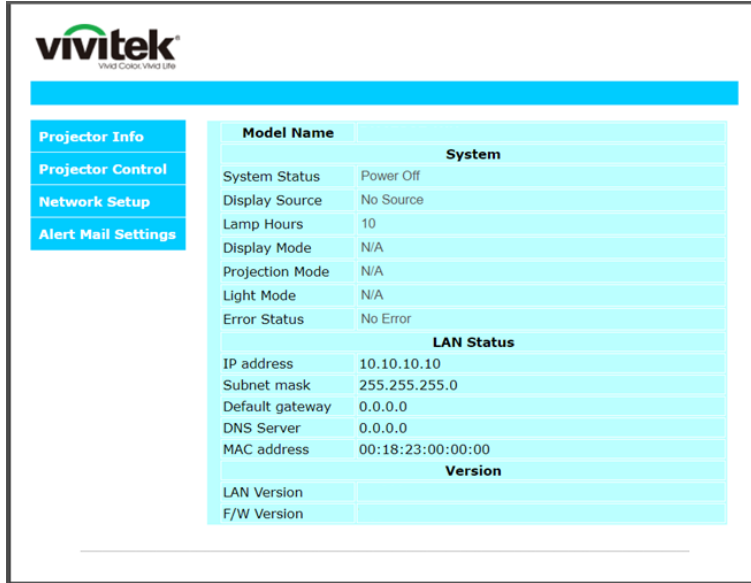 vivitek®
Vivid Color, Vivid Life
Projector Info
Projector Control
Network Setup
Alert Mail Settings
Model Name
System
System Status Power Off
Display Source No Source
Lamp Hours 10
Display Mode N/A
Projection Mode N/A
Light Mode N/A
Error Status No Error
LAN Status
IP address 10.10.10.10
Subnet mask 255.255.255.0
Default gateway 0.0.0.0
DNS Server 0.0.0.0
MAC address 00:18:23:00:00:00
Version
LAN Version
F/W Version